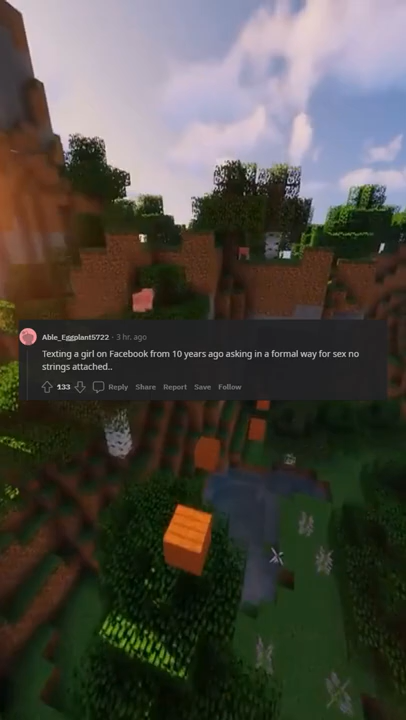 Able_Eggplant5722 · 3 hr. ago
Texting a girl on Facebook from 10 years ago asking in a formal way for sex no
strings attached..
133 Reply Share Report Save Follow